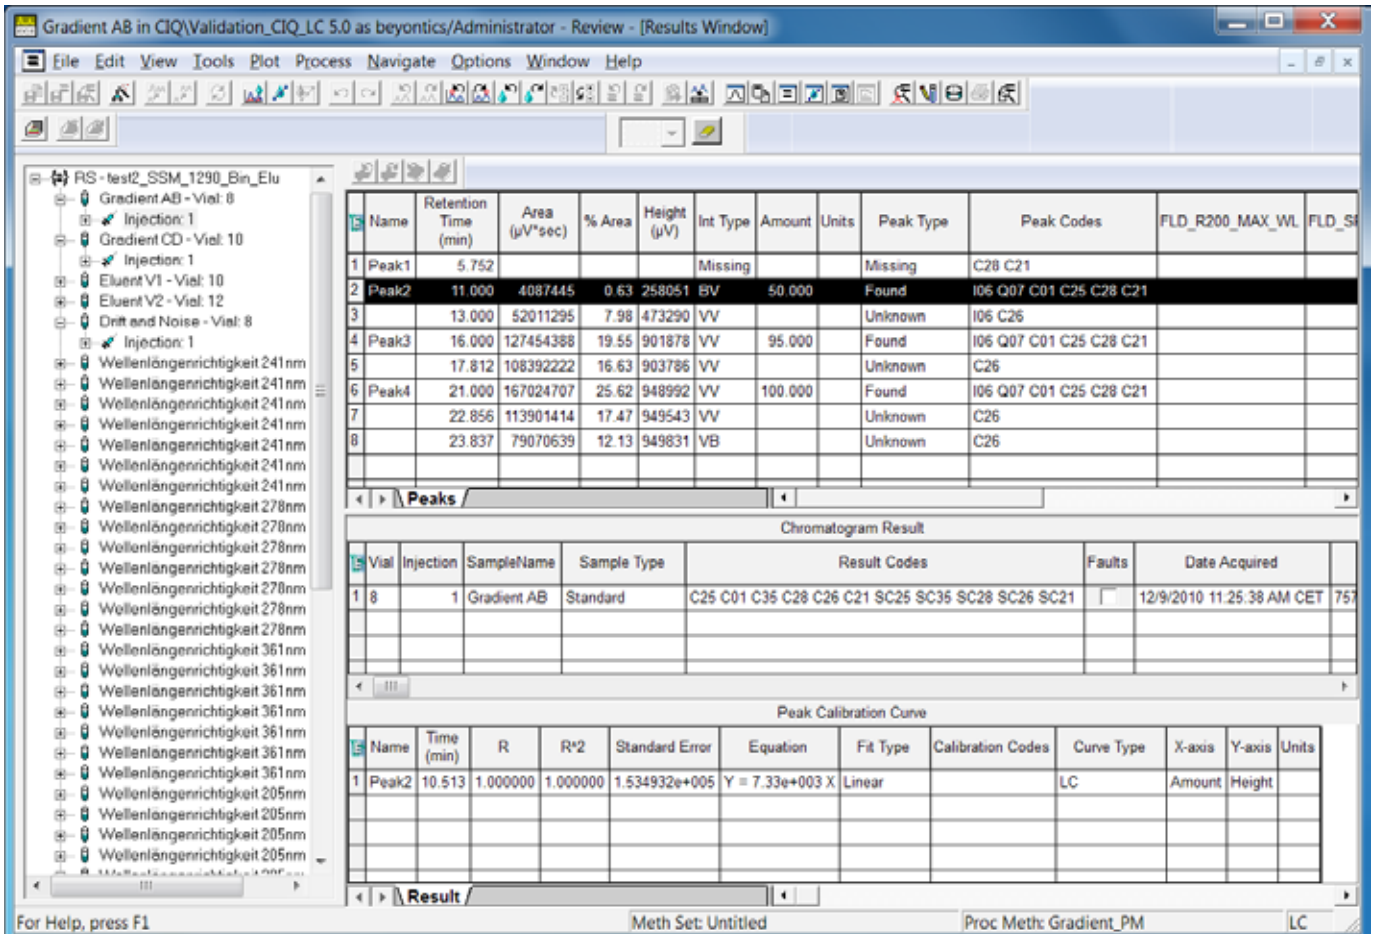 Gradient AB in CIQ\Validation_CIQ_LC 5.0 as beyontics/Administrator - Review - [Results Window]
File Edit View Tools Plot Process Navigate Options Window Help
RS - test2_SSM_1290_Bin_Elu
Gradient AB - Vial: 8
Injection: 1
Gradient CD - Vial: 10
Injection: 1
Eluent V1 - Vial: 10
Eluent V2 - Vial: 12
Drift and Noise - Vial: 8
Injection: 1
Wellenlängenrichtigkeit 241nm
Wellenlängenrichtigkeit 241nm
Wellenlängenrichtigkeit 241nm
Wellenlängenrichtigkeit 241nm
Wellenlängenrichtigkeit 241nm
Wellenlängenrichtigkeit 241nm
Wellenlängenrichtigkeit 241nm
Wellenlängenrichtigkeit 278nm
Wellenlängenrichtigkeit 278nm
Wellenlängenrichtigkeit 278nm
Wellenlängenrichtigkeit 278nm
Wellenlängenrichtigkeit 278nm
Wellenlängenrichtigkeit 278nm
Wellenlängenrichtigkeit 278nm
Wellenlängenrichtigkeit 361nm
Wellenlängenrichtigkeit 361nm
Wellenlängenrichtigkeit 361nm
Wellenlängenrichtigkeit 361nm
Wellenlängenrichtigkeit 361nm
Wellenlängenrichtigkeit 361nm
Wellenlängenrichtigkeit 361nm
Wellenlängenrichtigkeit 205nm
Wellenlängenrichtigkeit 205nm
Wellenlängenrichtigkeit 205nm
Wellenlängenrichtigkeit 205nm
Name Retention Time (min) Area (µV*sec) % Area Height (µV) Int Type Amount Units Peak Type Peak Codes FLD_R200_MAX_WL
1 Peak1 5.752 Missing Missing C28 C21
2 Peak2 11.000 4087445 0.63 258051 BV 50.000 Found I06 Q07 C01 C25 C28 C21
3 13.000 52011295 7.98 473290 VV Unknown I06 C26
4 Peak3 16.000 127454388 19.55 901878 VV 95.000 Found I06 Q07 C01 C25 C28 C21
5 17.812 108392222 16.63 903786 VV Unknown C26
6 Peak4 21.000 167024707 25.62 948992 VV 100.000 Found I06 Q07 C01 C25 C28 C21
7 22.856 113901414 17.47 949543 VV Unknown C26
8 23.837 79070639 12.13 949831 VB Unknown C26
Peaks
Chromatogram Result
Vial Injection SampleName Sample Type Result Codes Faults Date Acquired
1 8 1 Gradient AB Standard C25 C01 C35 C28 C26 C21 SC25 SC35 SC28 SC26 SC21 12/9/2010 11:25:38 AM CET 757
Peak Calibration Curve
Name Time (min) R R^2 Standard Error Equation Fit Type Calibration Codes Curve Type X-axis Y-axis Units
1 Peak2 10.513 1.000000 1.000000 1.534932e+005 Y = 7.33e+003 X Linear LC Amount Height
Result
For Help, press F1 Meth Set: Untitled Proc Meth: Gradient_PM LC